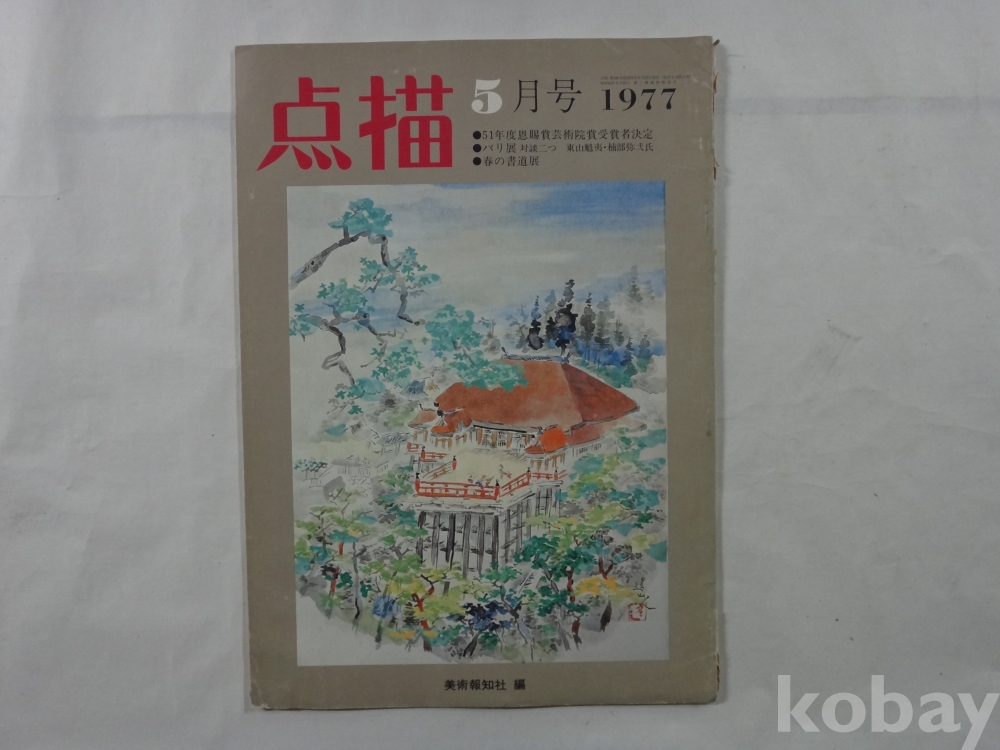 点描
5月号 1977
●51年度恩賜賞芸術院賞受賞者決定
●パリ展 対談二つ 東山魁夷・楠部弥弌氏
●春の書道展
美術報知社 編
kobay